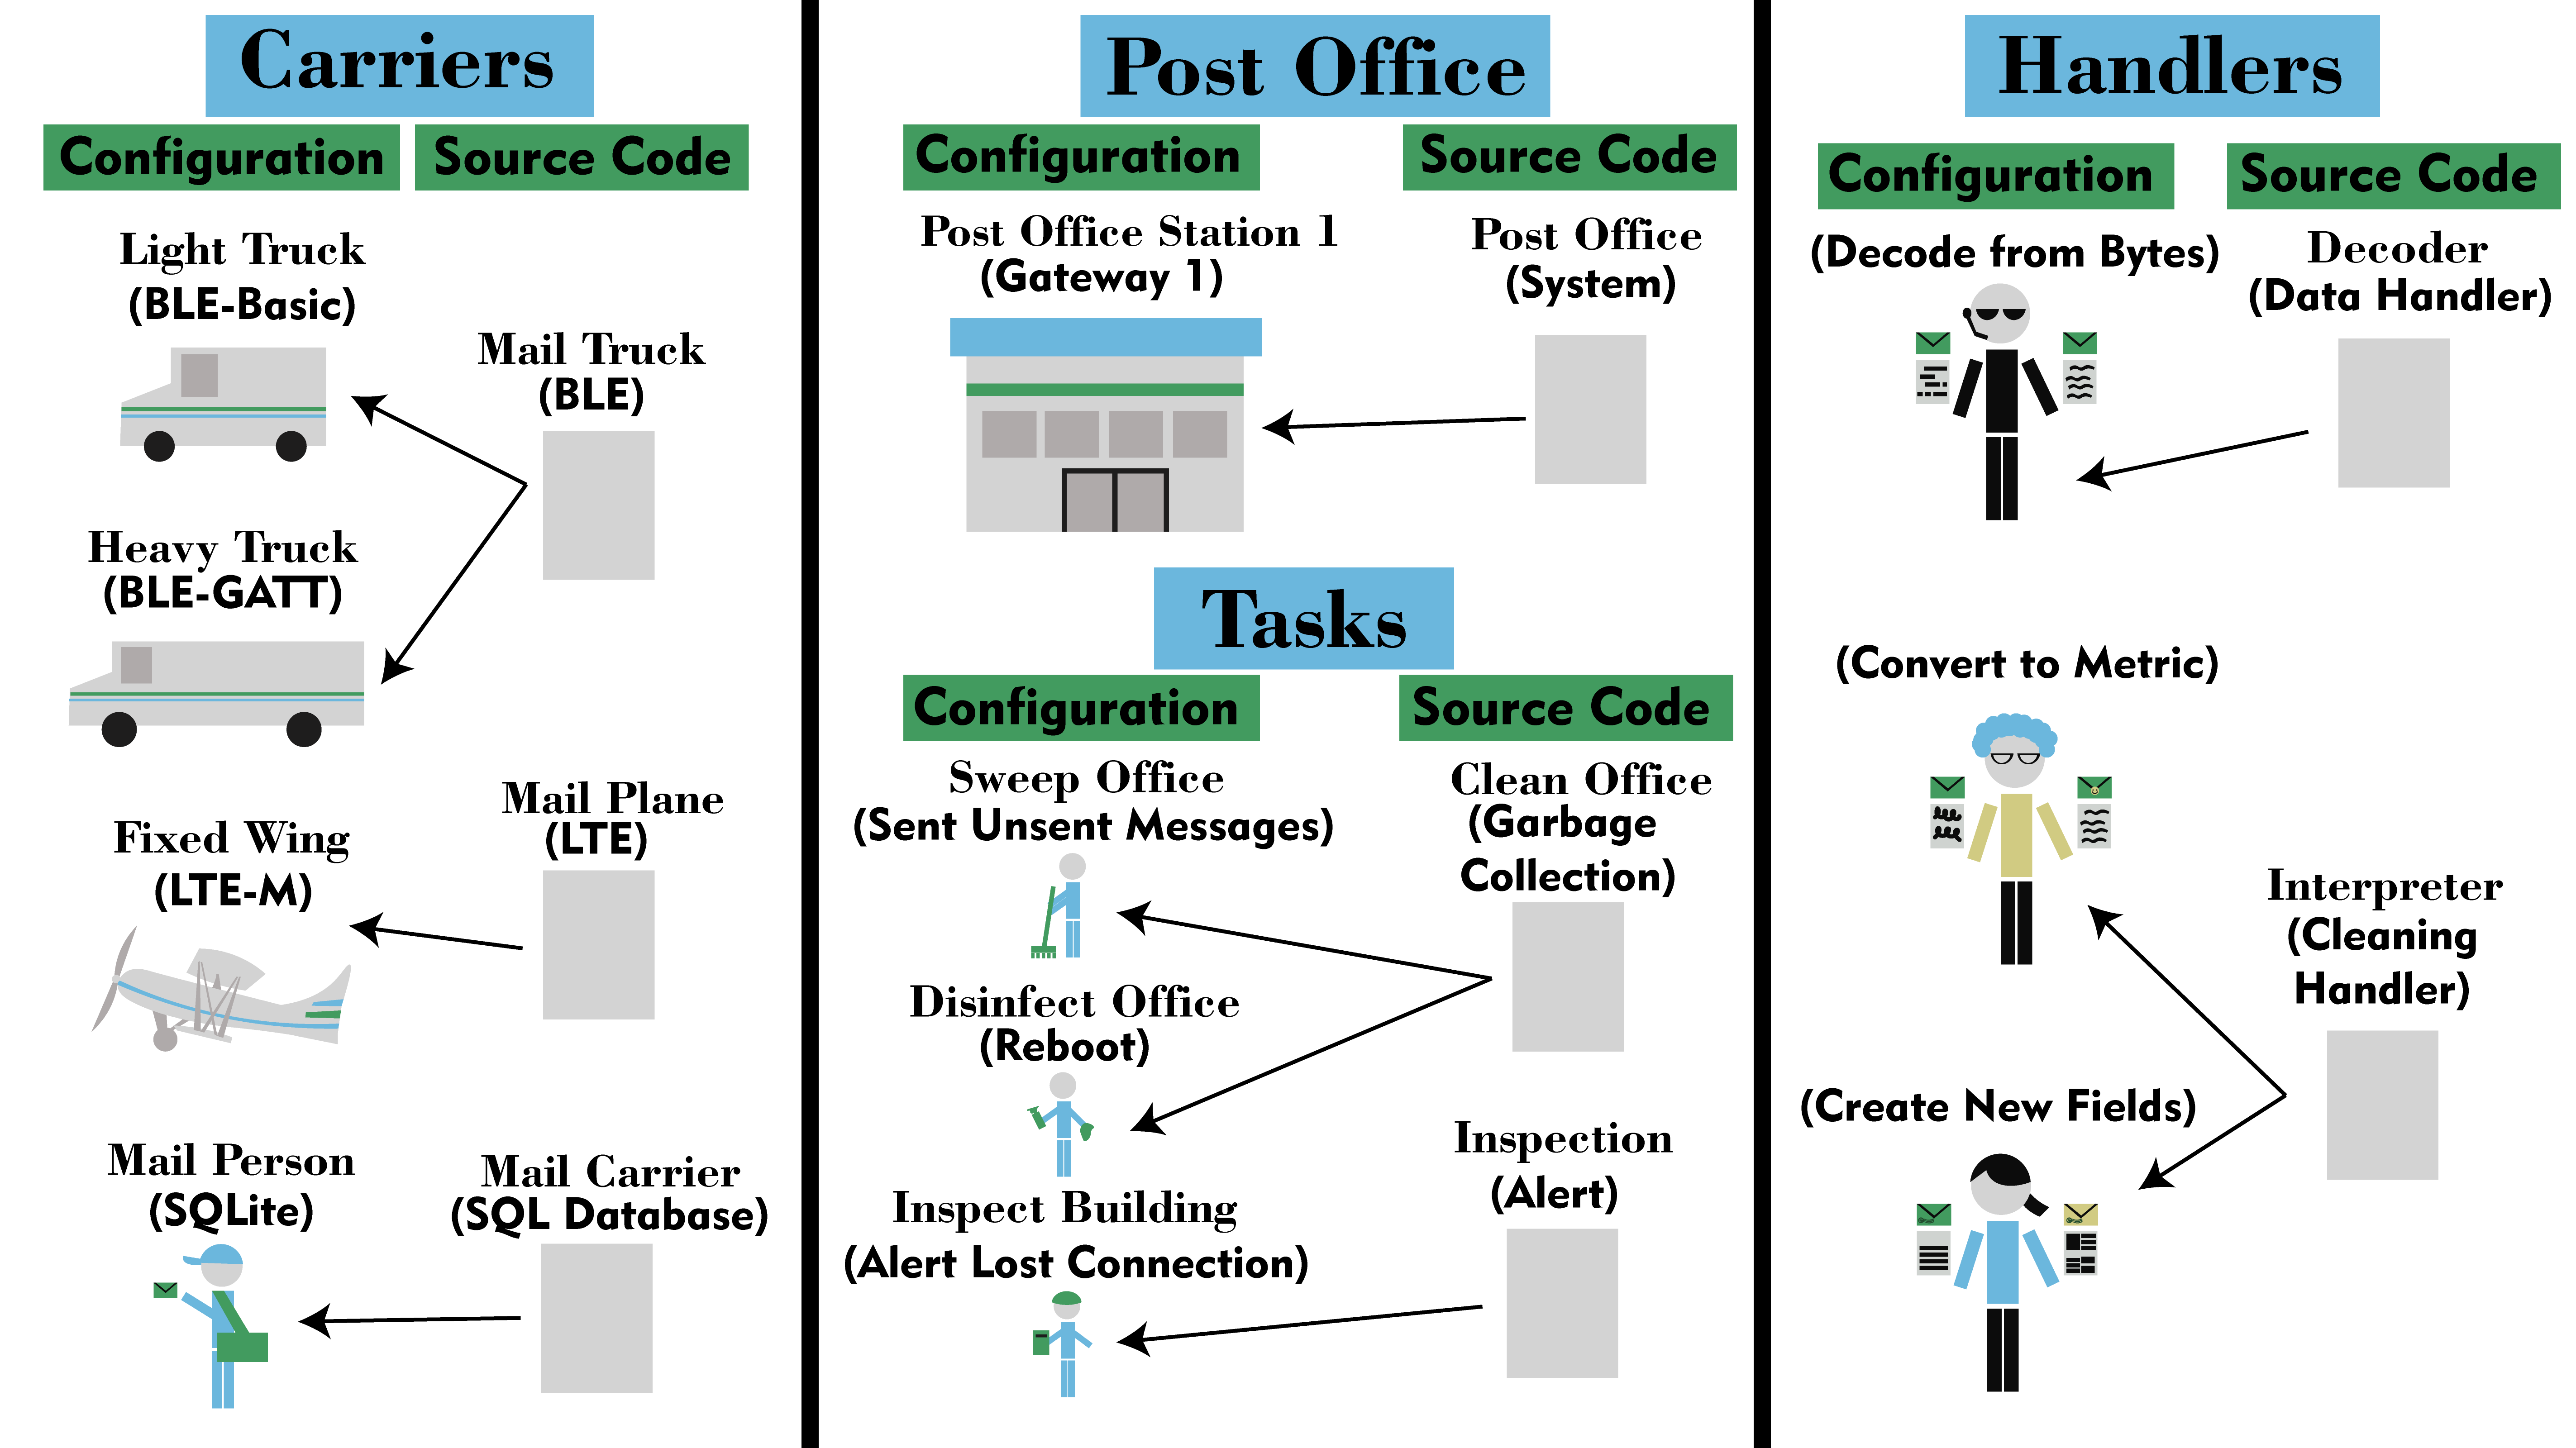 Carriers
Configuration
Source Code
Light Truck
(BLE-Basic)
Mail Truck
(BLE)
Heavy Truck
(BLE-GATT)
Mail Plane
(LTE)
Fixed Wing
(LTE-M)
Mail Person
(SQLite)
Mail Carrier
(SQL Database)
Post Office
Configuration
Source Code
Post Office Station 1
(Gateway 1)
Post Office
(System)
Tasks
Configuration
Source Code
Sweep Office
(Sent Unsent Messages)
Clean Office
(Garbage
Collection)
Disinfect Office
(Reboot)
Inspection
(Alert)
Inspect Building
(Alert Lost Connection)
Handlers
Configuration
Source Code
(Decode from Bytes)
Decoder
(Data Handler)
(Convert to Metric)
Interpreter
(Cleaning
Handler)
(Create New Fields)